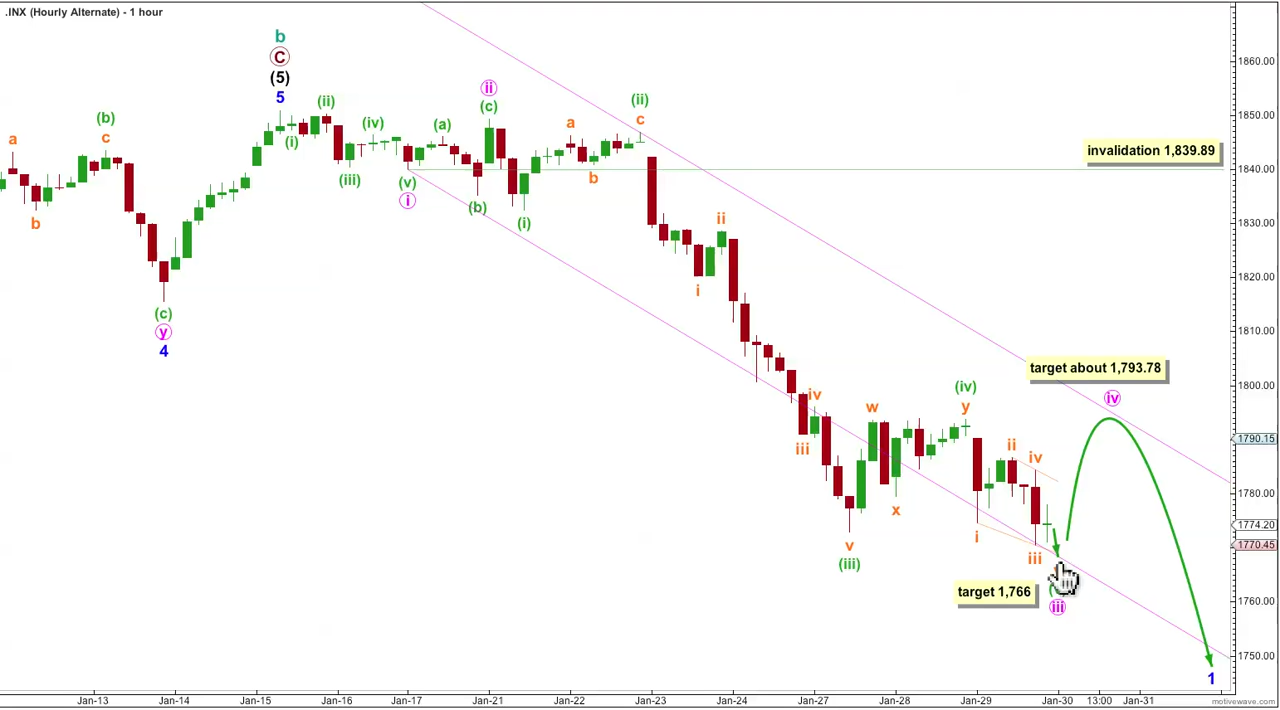 .INX (Hourly Alternate) - 1 hour
b
C
(5)
5
a
b
(b)
c
(c)
y
4
(i)
(ii)
(iii)
(iv)
(v)
i
(a)
(b)
ii
(c)
(i)
a
b
(ii)
c
i
ii
iii
iv
v
(iii)
w
x
(iv)
y
i
ii
iii
iv
iii
iv
1
invalidation 1,839.89
target about 1,793.78
target 1,766
1860.00
1850.00
1840.00
1830.00
1820.00
1810.00
1800.00
1790.15
1780.00
1774.20
1770.45
1760.00
1750.00
Jan-13
Jan-14
Jan-15
Jan-16
Jan-17
Jan-21
Jan-22
Jan-23
Jan-24
Jan-27
Jan-28
Jan-29
Jan-30
13:00
Jan-31
motivewave.com